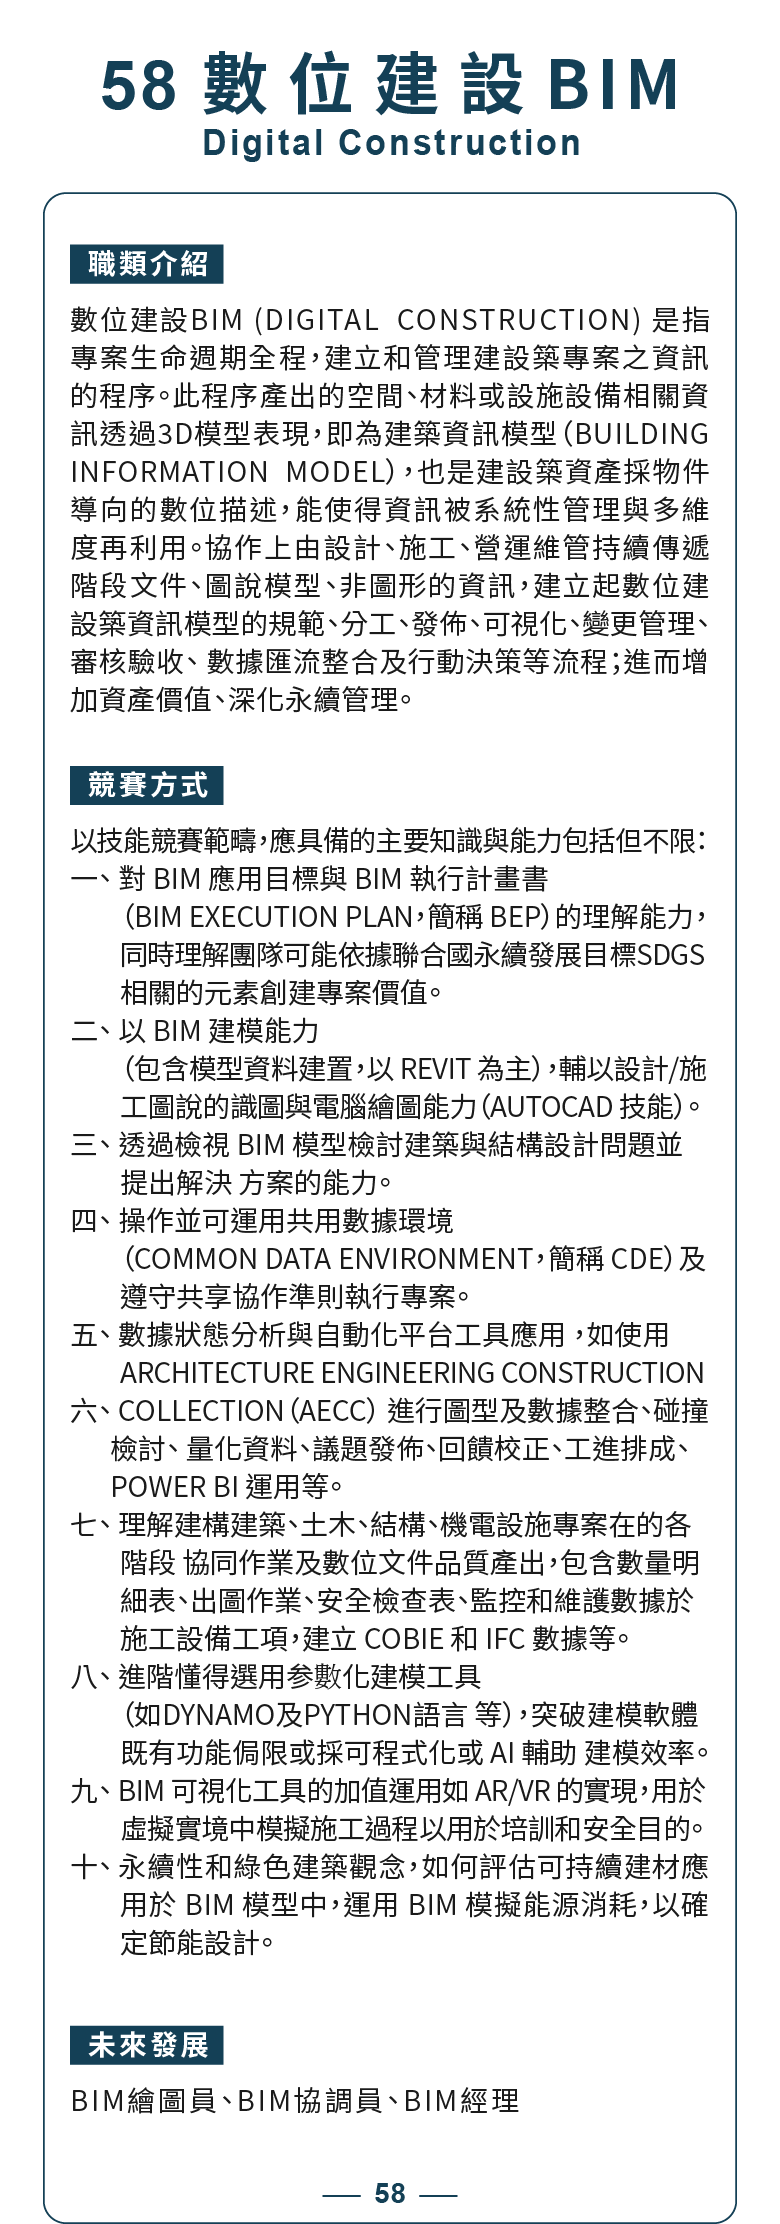 58 數位建設BIM
Digital Construction
職類介紹
數位建設BIM (DIGITAL CONSTRUCTION) 是指
專案生命週期全程，建立和管理建設築專案之資訊
的程序。此程序產出的空間、材料或設施設備相關資
訊透過3D模型表現，即為建築資訊模型（BUILDING
INFORMATION MODEL），也是建設築資產採物件
導向的數位描述，能使得資訊被系統性管理與多維
度再利用。協作上由設計、施工、營運維管持續傳遞
階段文件、圖說模型、非圖形的資訊，建立起數位建
設築資訊模型的規範、分工、發佈、可視化、變更管理、
審核驗收、數據匯流整合及行動決策等流程；進而增
加資產價值、深化永續管理。
競賽方式
以技能競賽範疇，應具備的主要知識與能力包括但不限：
一、對 BIM 應用目標與 BIM 執行計畫書
（BIM EXECUTION PLAN，簡稱 BEP）的理解能力，
同時理解團隊可能依據聯合國永續發展目標SDGS
相關的元素創建專案價值。
二、以 BIM 建模能力
（包含模型資料建置，以 REVIT 為主），輔以設計/施
工圖說的識圖與電腦繪圖能力（AUTOCAD 技能）。
三、透過檢視 BIM 模型檢討建築與結構設計問題並
提出解決 方案的能力。
四、操作並可運用共用數據環境
（COMMON DATA ENVIRONMENT，簡稱 CDE）及
遵守共享協作準則執行專案。
五、數據狀態分析與自動化平台工具應用 ，如使用
ARCHITECTURE ENGINEERING CONSTRUCTION
六、COLLECTION（AECC） 進行圖型及數據整合、碰撞
檢討、量化資料、議題發佈、回饋校正、工進排成、
POWER BI 運用等。
七、理解建構建築、土木、結構、機電設施專案在的各
階段 協同作業及數位文件品質產出，包含數量明
細表、出圖作業、安全檢查表、監控和維護數據於
施工設備工項，建立 COBIE 和 IFC 數據等。
八、進階懂得選用参數化建模工具
（如DYNAMO及PYTHON語言 等），突破建模軟體
既有功能侷限或採可程式化或 AI 輔助 建模效率。
九、BIM 可視化工具的加值運用如 AR/VR 的實現，用於
虛擬實境中模擬施工過程以用於培訓和安全目的。
十、永續性和綠色建築觀念，如何評估可持續建材應
用於 BIM 模型中，運用 BIM 模擬能源消耗，以確
定節能設計。
未來發展
BIM繪圖員、BIM協調員、BIM經理
58